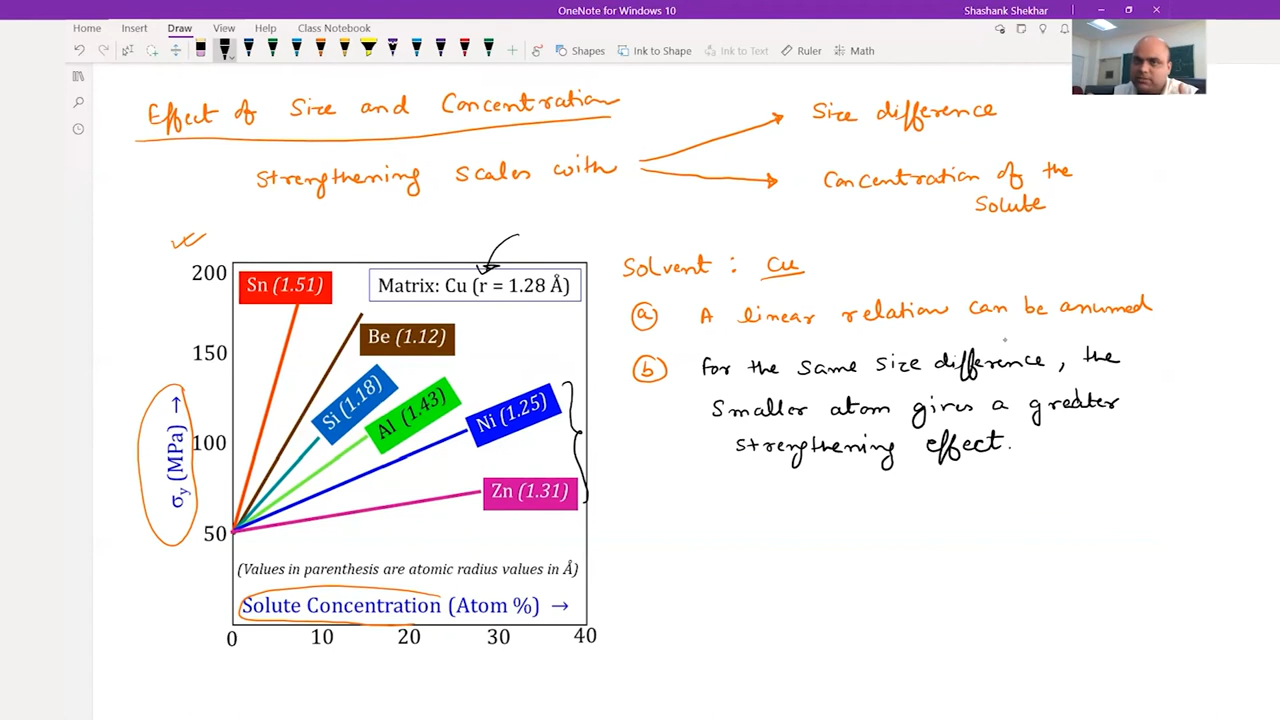 OneNote for Windows 10
Shashank Shekhar
Home Insert Draw View Help Class Notebook
Shapes Ink to Shape Ink to Text Ruler Math
Effect of Size and Concentration
Strengthening scales with
Size difference
Concentration of the
Solute
200
150
100
50
σy (MPa) →
Sn (1.51)
Matrix: Cu (r = 1.28 Å)
Be (1.12)
Si (1.18)
Al (1.43)
Ni (1.25)
Zn (1.31)
(Values in parenthesis are atomic radius values in Å)
Solute Concentration (Atom %) →
0 10 20 30 40
Solvent : Cu
(a) A linear relation can be assumed
(b) For the same size difference, the
smaller atom gives a greater
strengthening effect.